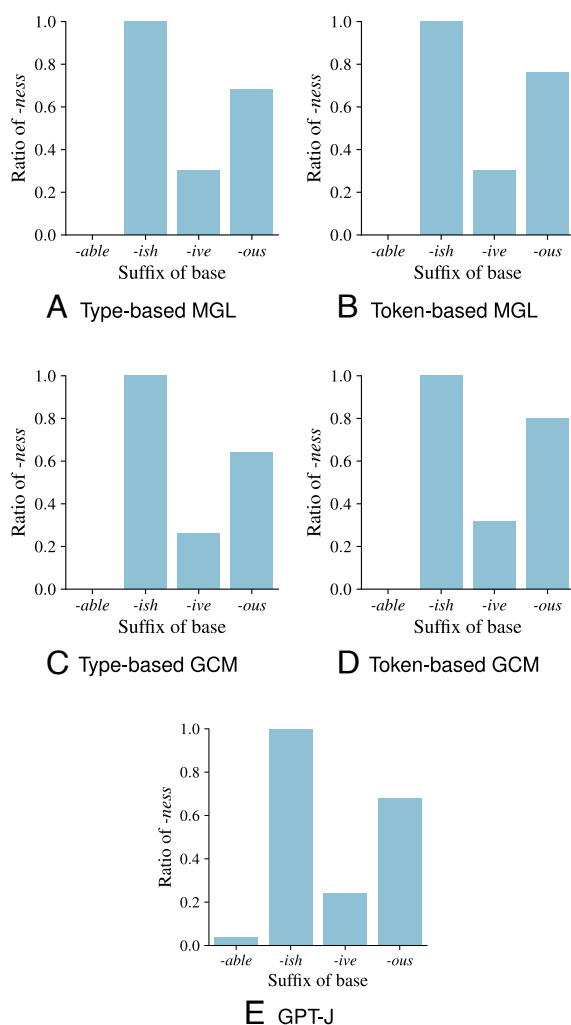 1.0
0.8
0.6
0.4
0.2
0.0
Ratio of -ness
-able -ish -ive -ous
Suffix of base
A Type-based MGL
1.0
0.8
0.6
0.4
0.2
0.0
Ratio of -ness
-able -ish -ive -ous
Suffix of base
B Token-based MGL
1.0
0.8
0.6
0.4
0.2
0.0
Ratio of -ness
-able -ish -ive -ous
Suffix of base
C Type-based GCM
1.0
0.8
0.6
0.4
0.2
0.0
Ratio of -ness
-able -ish -ive -ous
Suffix of base
D Token-based GCM
1.0
0.8
0.6
0.4
0.2
0.0
Ratio of -ness
-able -ish -ive -ous
Suffix of base
E GPT-J